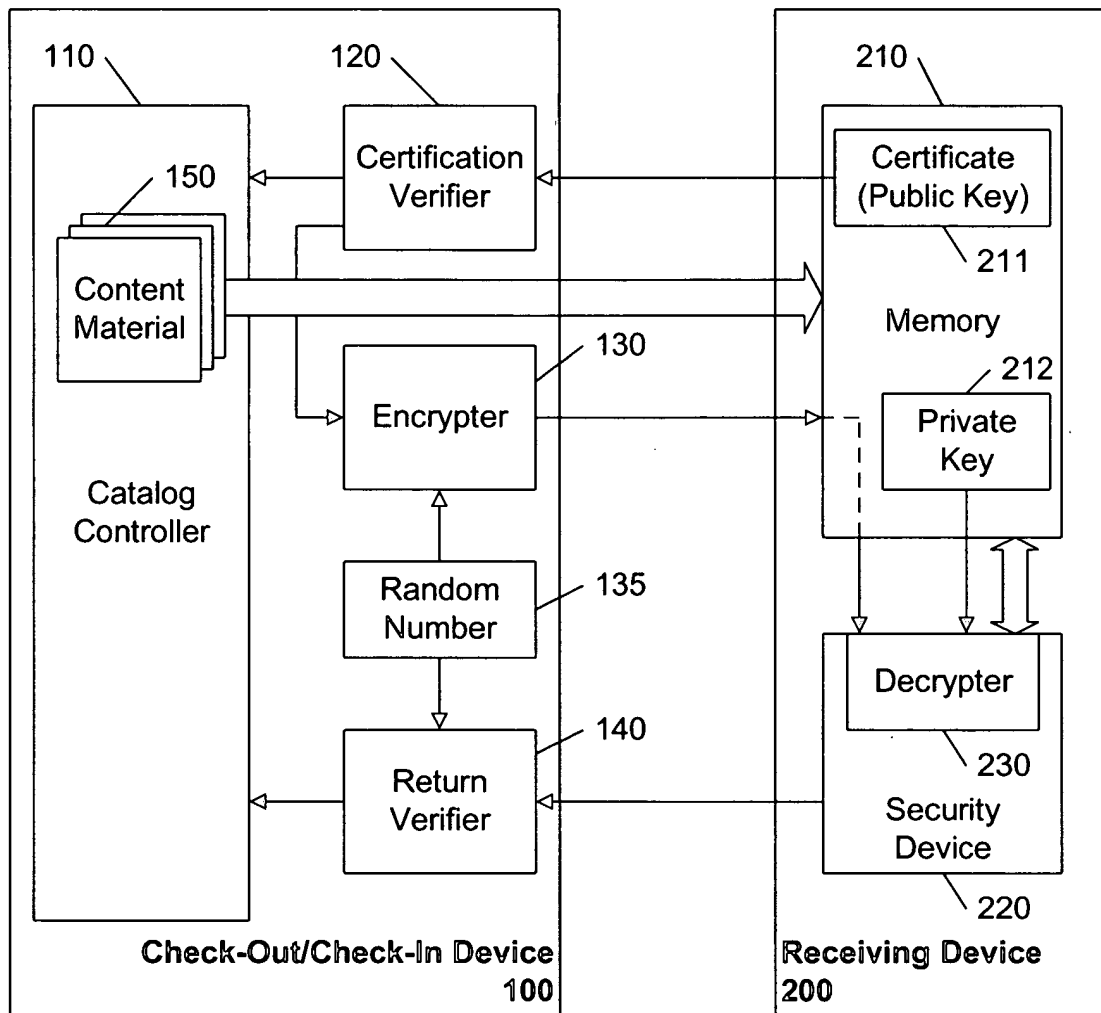 110
120
210
Certification
Verifier
Certificate
(Public Key)
211
150
Content
Material
Memory
130
212
Encrypter
Private
Key
Catalog
Controller
135
Random
Number
Decrypter
140
230
Return
Verifier
Security
Device
220
Check-Out/Check-In Device
100
Receiving Device
200